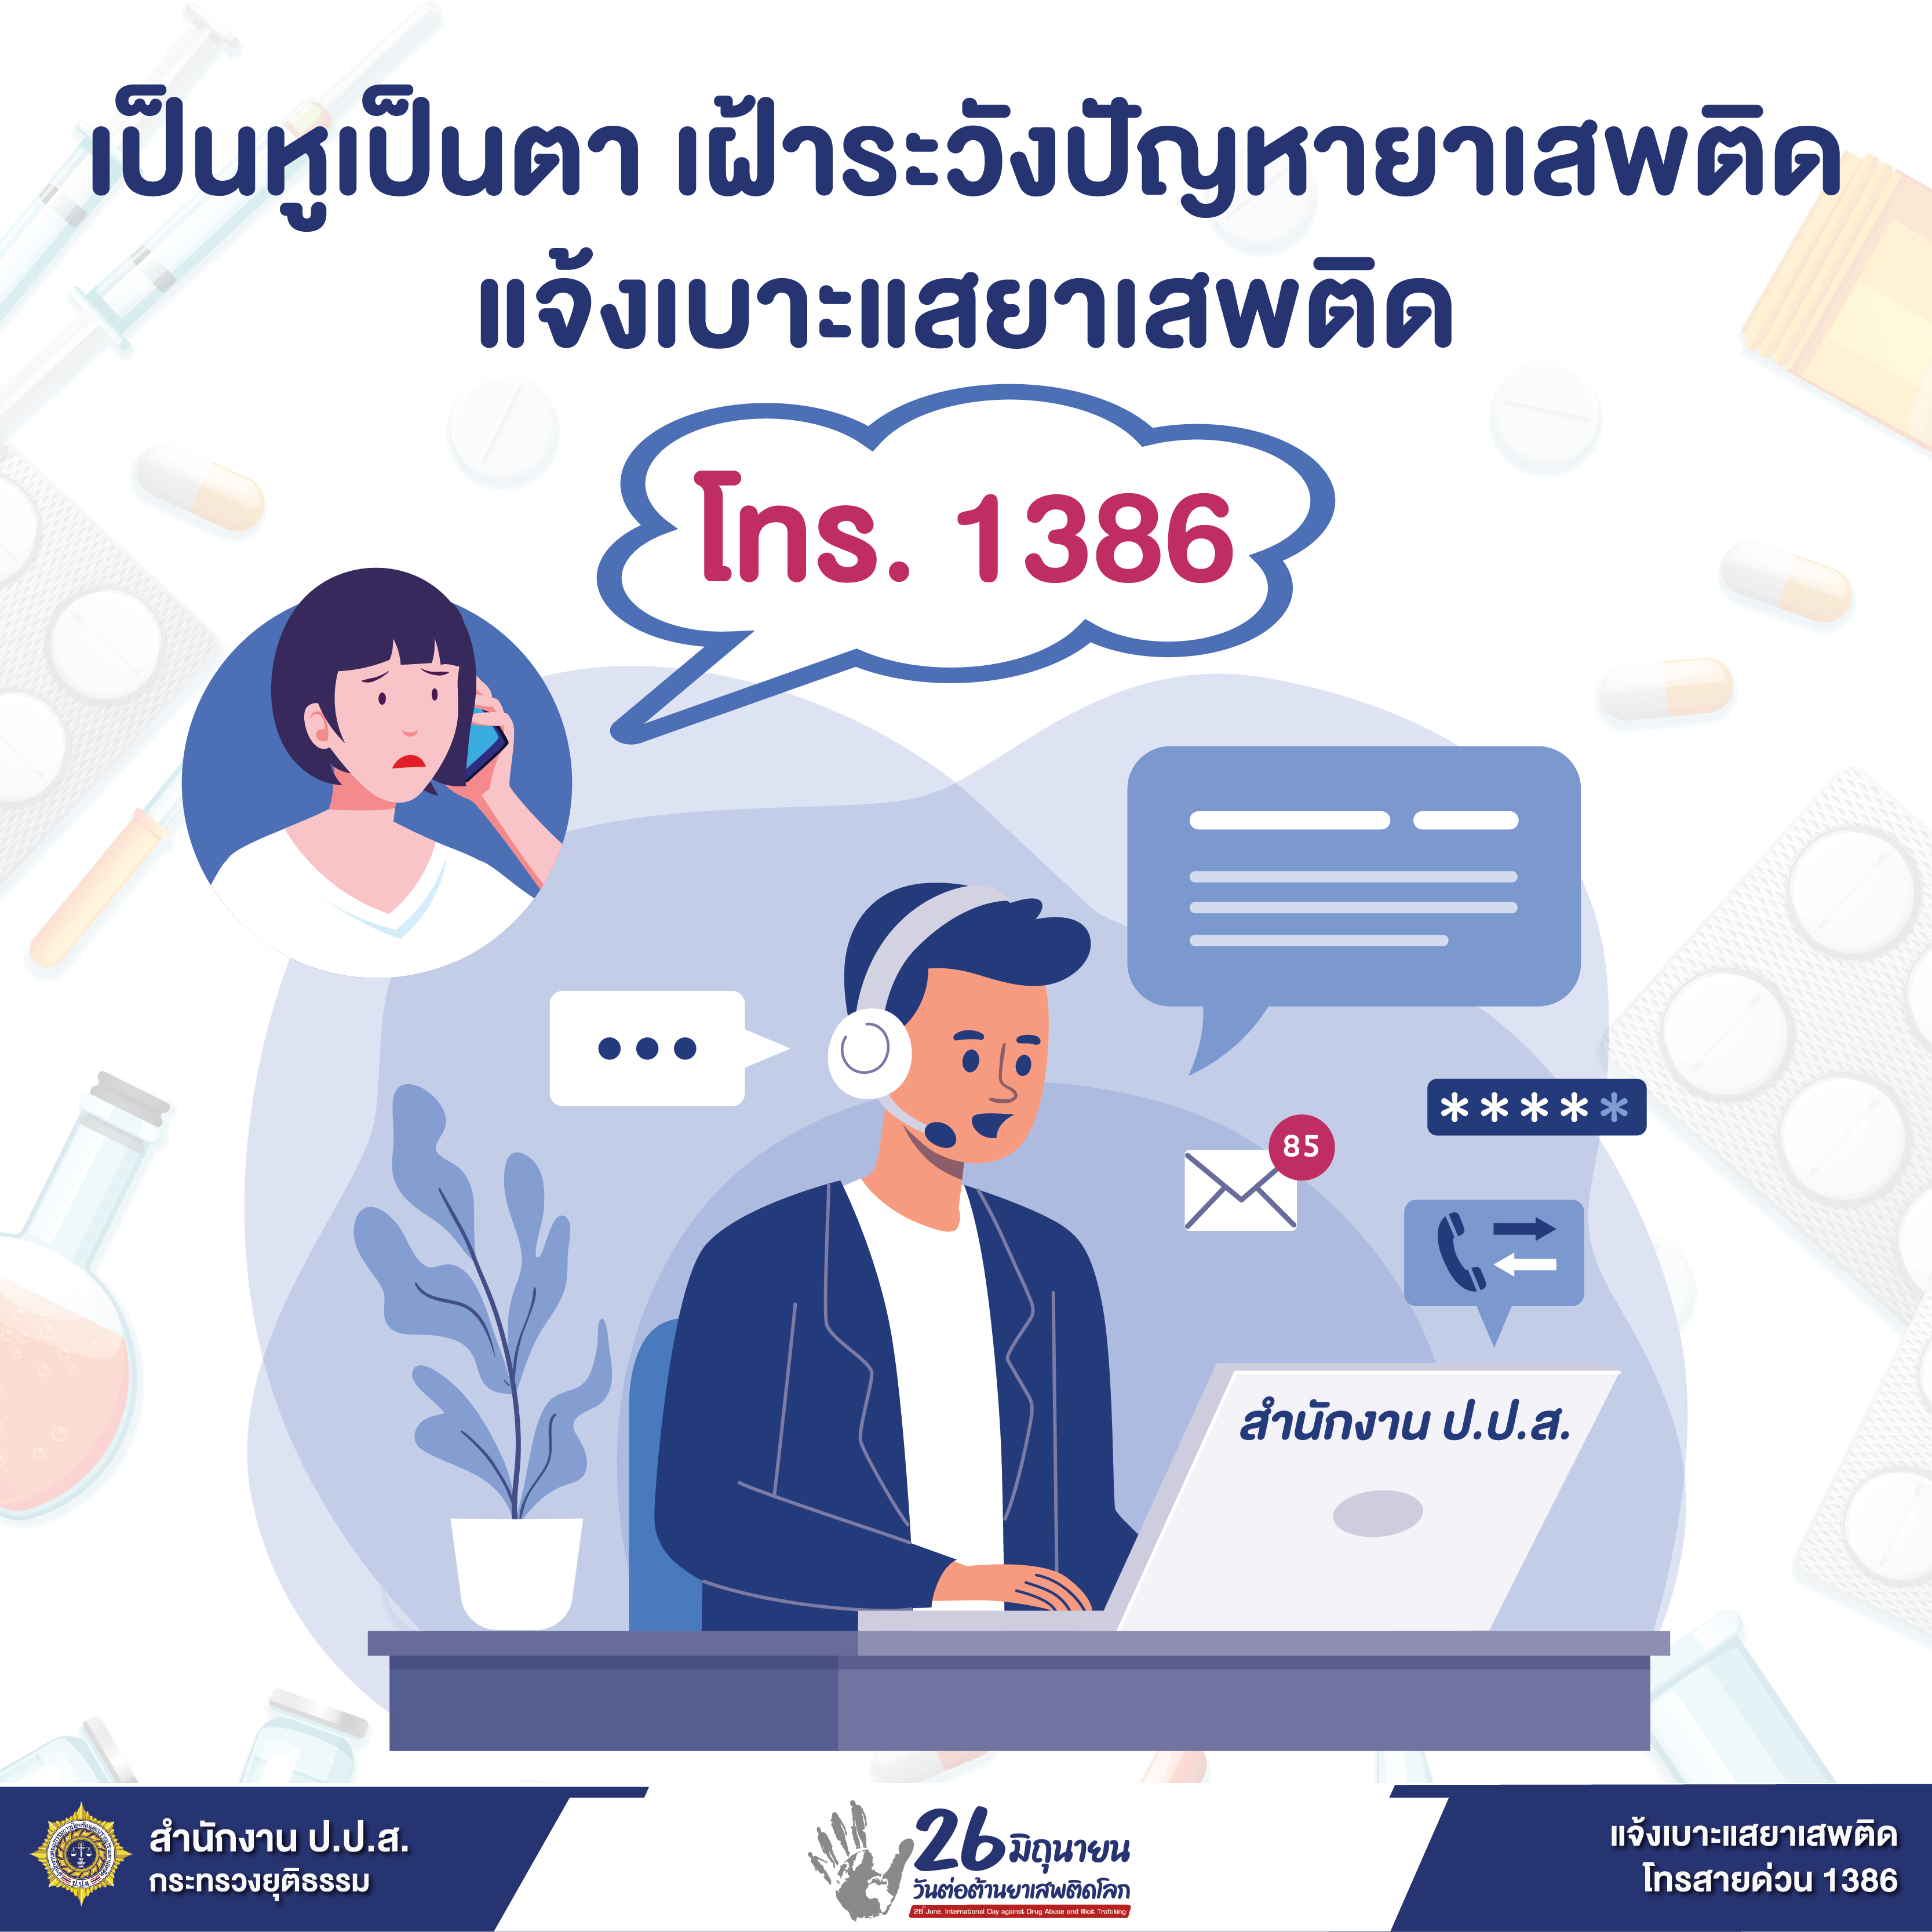 เป็นหูเป็นตา เฝ้าระวังปัญหายาเสพติด
แจ้งเบาะแสยาเสพติด
โทร. 1386
85
*****
สำนักงาน ป.ป.ส.
สำนักงาน ป.ป.ส.
กระทรวงยุติธรรม
26 มิถุนายน
วันต่อต้านยาเสพติดโลก
26th June, International Day against Drug Abuse and Illicit Trafcking
แจ้งเบาะแสยาเสพติด
โทรสายด่วน 1386